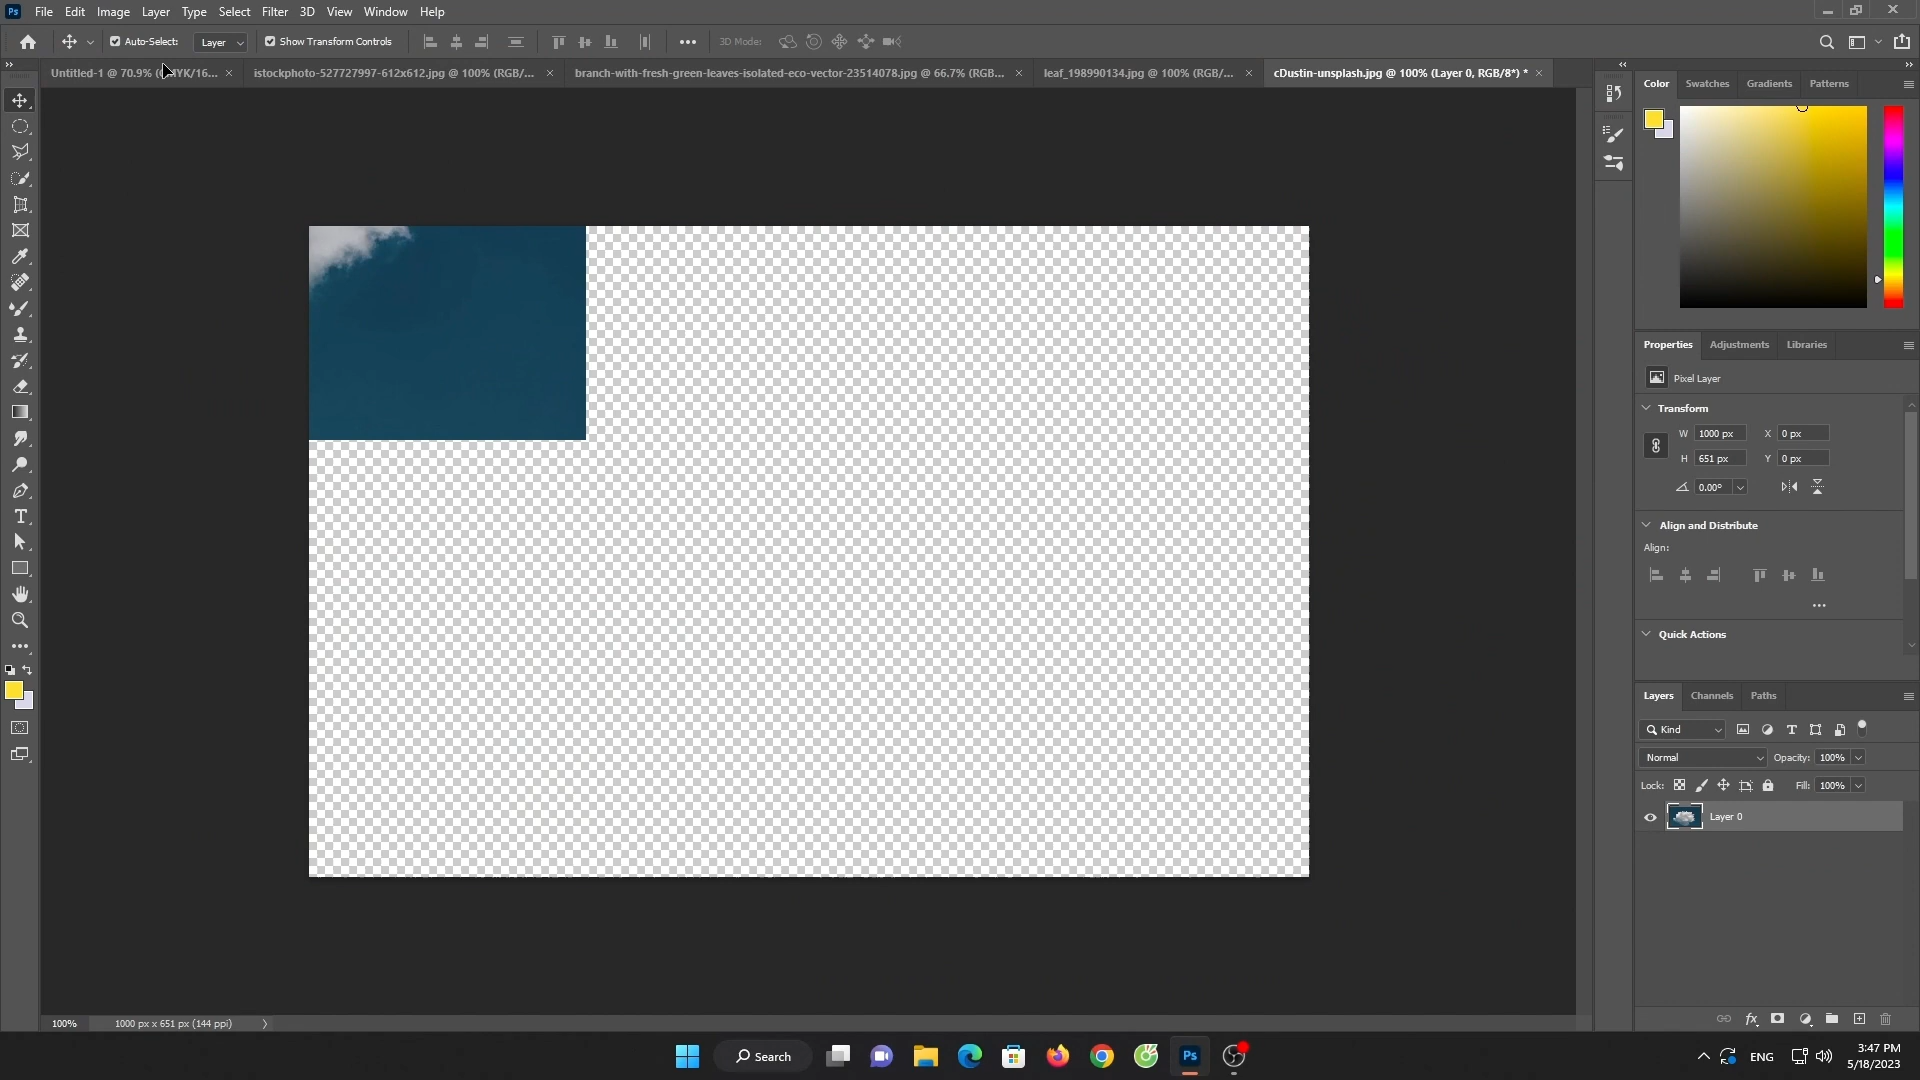 Ps File Edit Image Layer Type Select Filter 3D View Window Help
Auto-Select: Layer Show Transform Controls 3D Mode:
Untitled-1 @ 70.9% ( MYK/16... × istockphoto-527727997-612x612.jpg @ 100% (RGB/... × branch-with-fresh-green-leaves-isolated-eco-vector-23514078.jpg @ 66.7% (RGB... × leaf_198990134.jpg @ 100% (RGB/... × cDustin-unsplash.jpg @ 100% (Layer 0, RGB/8*) * ×
Color Swatches Gradients Patterns
Properties Adjustments Libraries
Pixel Layer
Transform
W 1000 px X 0 px
H 651 px Y 0 px
0.00°
Align and Distribute
Align:
Quick Actions
Layers Channels Paths
Kind
Normal Opacity: 100%
Lock: Fill: 100%
Layer 0
100% 1000 px x 651 px (144 ppi)
Search Ps ENG
3:47 PM
5/18/2023